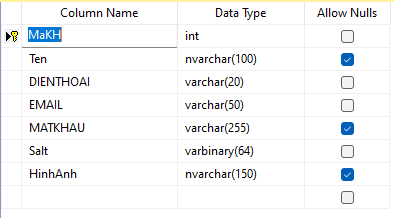 Column Name Data Type Allow Nulls
MaKH int
Ten nvarchar(100)
DIENTHOAI varchar(20)
EMAIL varchar(50)
MATKHAU varchar(255)
Salt varbinary(64)
HinhAnh nvarchar(150)